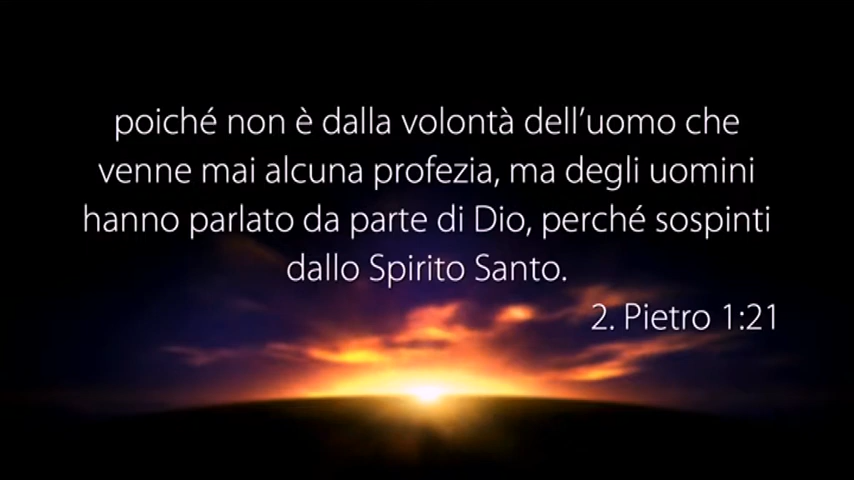 poiché non è dalla volontà dell’uomo che
venne mai alcuna profezia, ma degli uomini
hanno parlato da parte di Dio, perché sospinti
dallo Spirito Santo.
2. Pietro 1:21